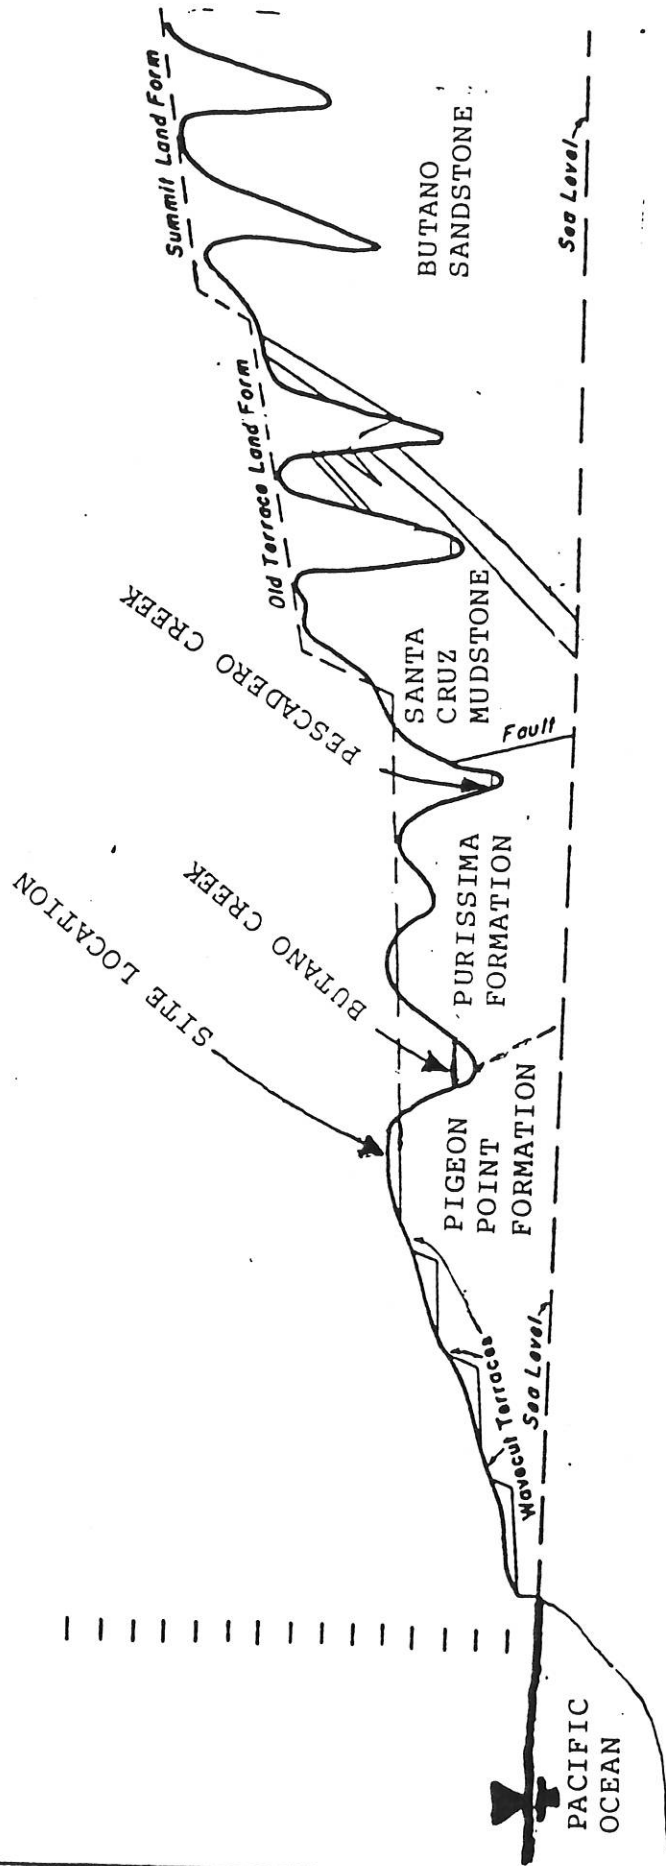 Summit Land Form
Old Terrace Land Form
PESCADERO CREEK
BUTANO CREEK
SITE LOCATION
BUTANO
SANDSTONE
SANTA
CRUZ
MUDSTONE
Fault
PURISSIMA
FORMATION
PIGEON
POINT
FORMATION
Sea Level
Wavecut Terraces
Sea Level
PACIFIC
OCEAN